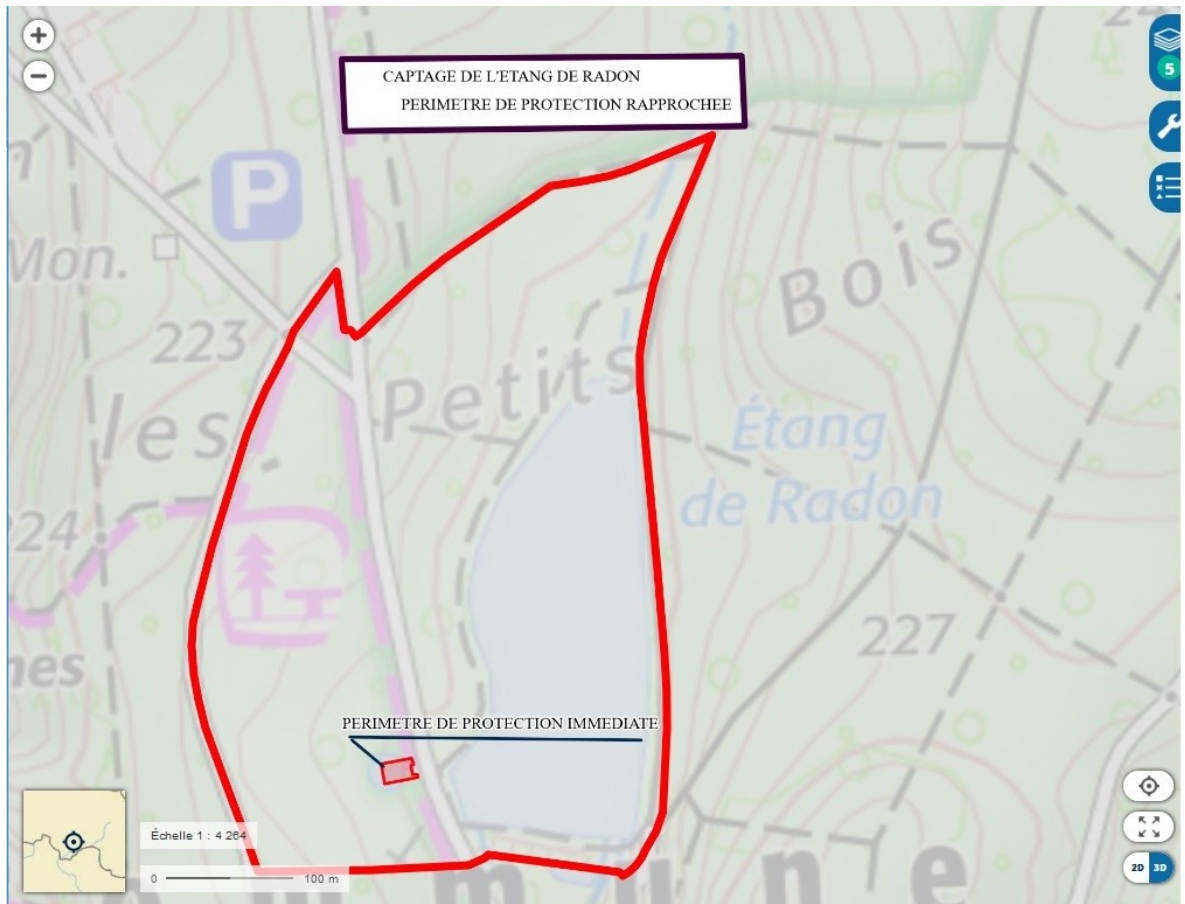 CAPTAGE DE L'ETANG DE RADON
PERIMETRE DE PROTECTION RAPPROCHEE
5
P
Bois
Mon.
223
Petits
les
Étang
de Radon
224
227
nes
PERIMETRE DE PROTECTION IMMEDIATE
Échelle 1 : 4 264
0 100 m
2D 3D